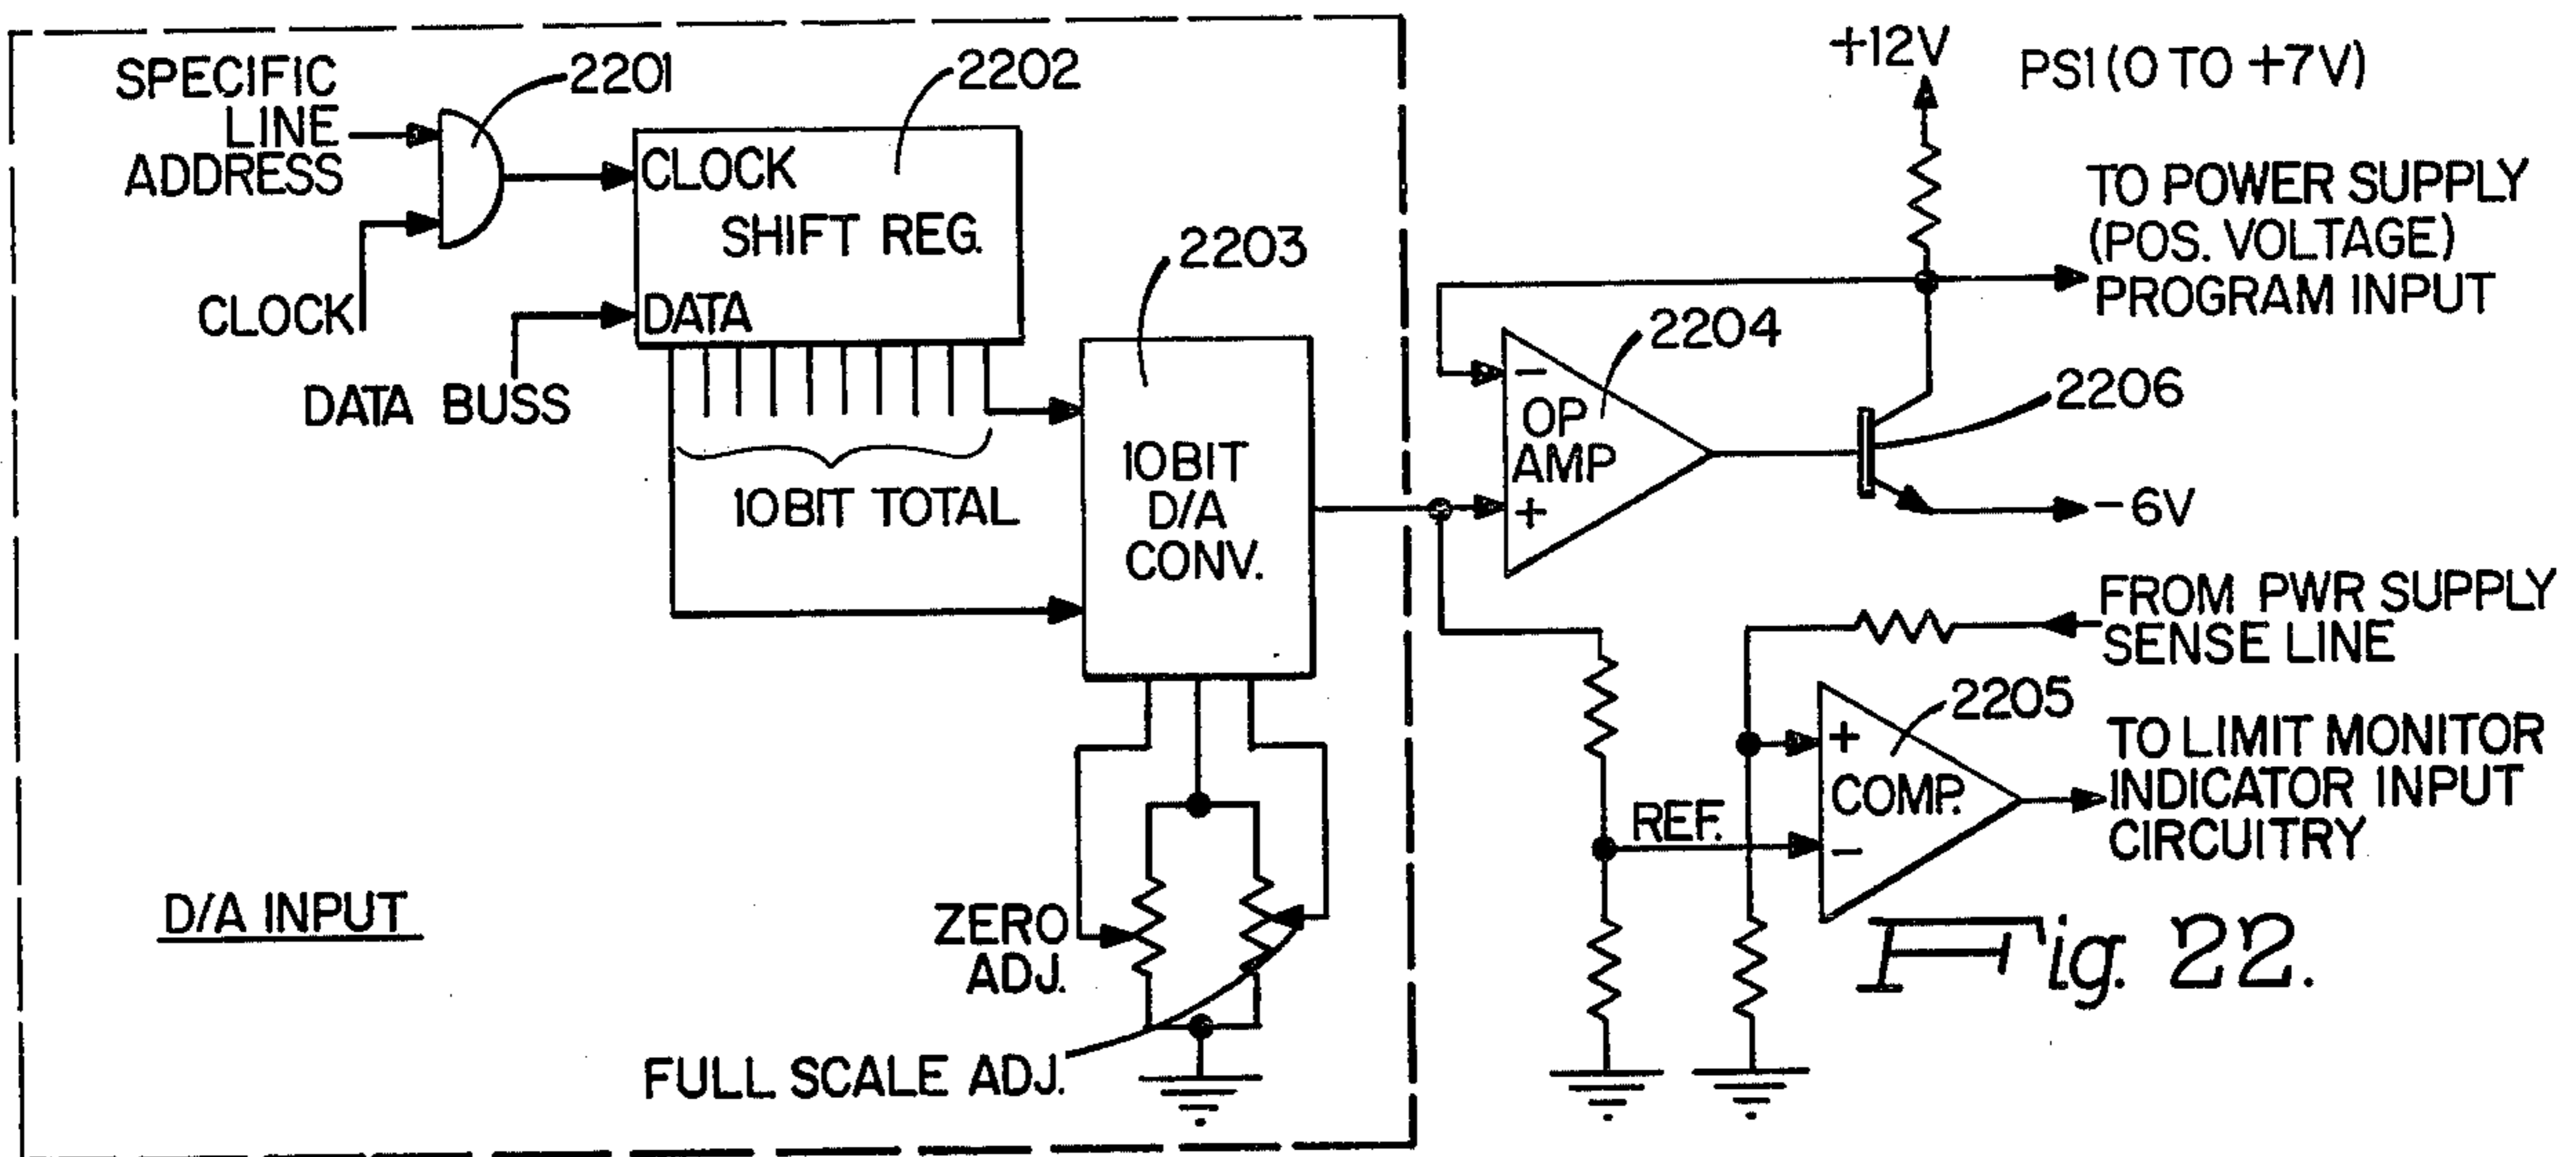 SPECIFIC
LINE
ADDRESS
2201
CLOCK
DATA BUSS
2202
CLOCK
SHIFT REG.
DATA
10BIT TOTAL
2203
10BIT
D/A
CONV.
ZERO
ADJ.
FULL SCALE ADJ.
D/A INPUT
+12V
PS1 (0 TO +7V)
TO POWER SUPPLY
(POS. VOLTAGE)
PROGRAM INPUT
2204
-
OP
AMP
+
2206
-6V
FROM PWR SUPPLY
SENSE LINE
2205
+
COMP.
-
REF.
TO LIMIT MONITOR
INDICATOR INPUT
CIRCUITRY
Fig. 22.